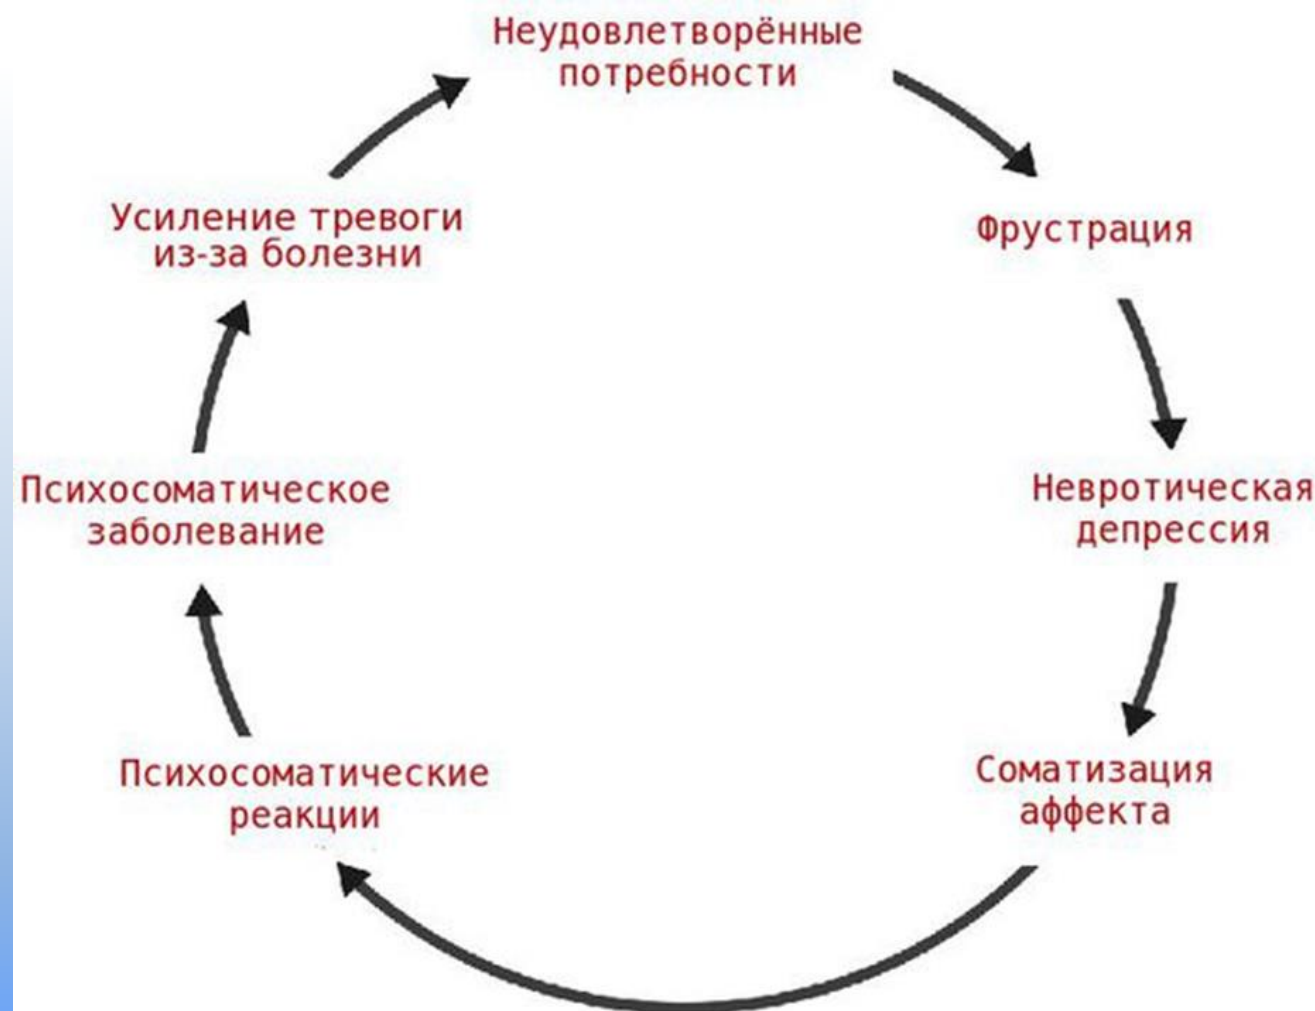 Неудовлетворённые
потребности
Фрустрация
Невротическая
депрессия
Соматизация
аффекта
Психосоматические
реакции
Психосоматическое
заболевание
Усиление тревоги
из-за болезни